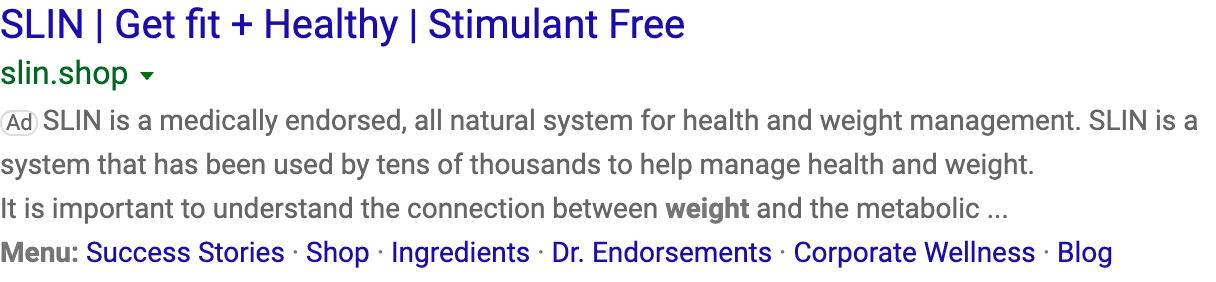 SLIN | Get fit + Healthy | Stimulant Free
slin.shop
Ad SLIN is a medically endorsed, all natural system for health and weight management. SLIN is a
system that has been used by tens of thousands to help manage health and weight.
It is important to understand the connection between weight and the metabolic ...
Menu: Success Stories · Shop · Ingredients · Dr. Endorsements · Corporate Wellness · Blog